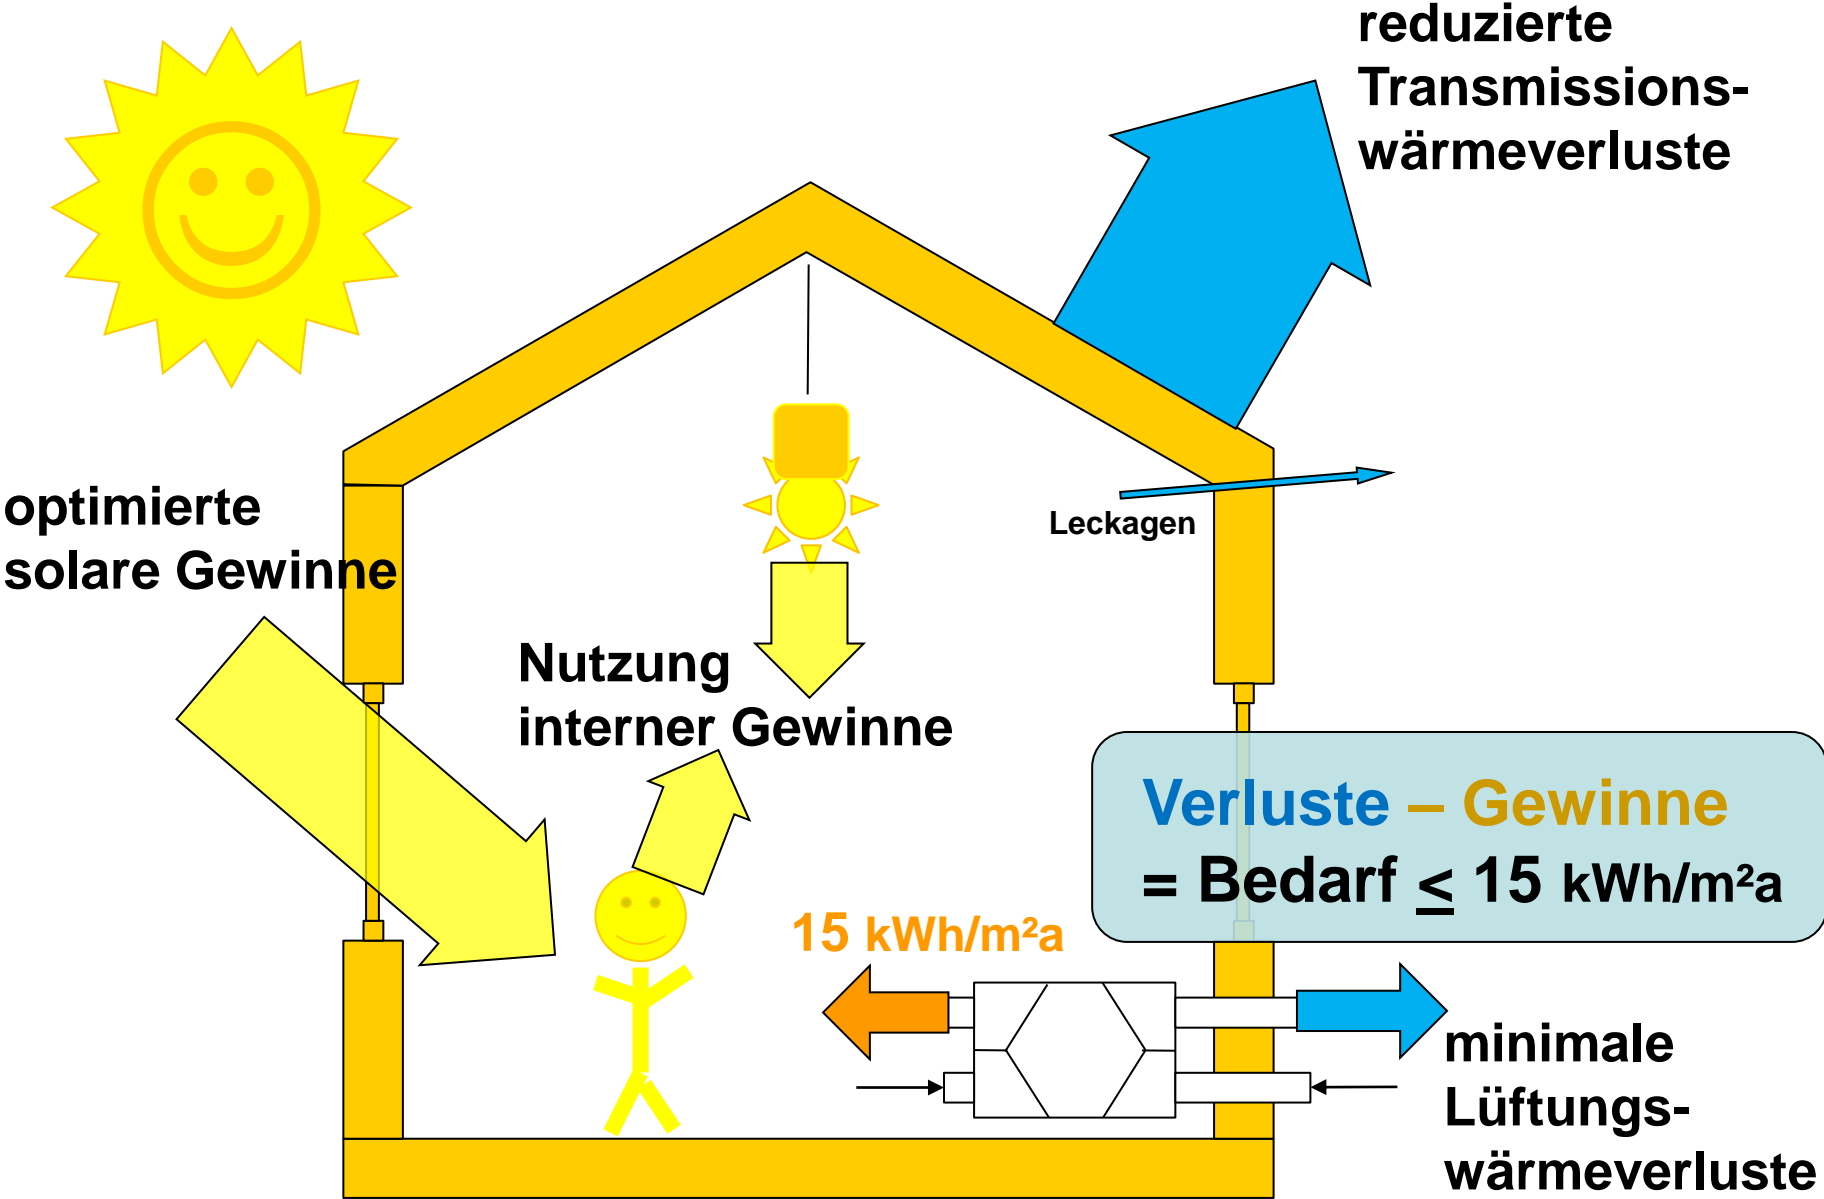 reduzierte
Transmissions-
wärmeverluste
optimierte
solare Gewinne
Leckagen
Nutzung
interner Gewinne
Verluste – Gewinne
= Bedarf ≤ 15 kWh/m²a
15 kWh/m²a
minimale
Lüftungs-
wärmeverluste